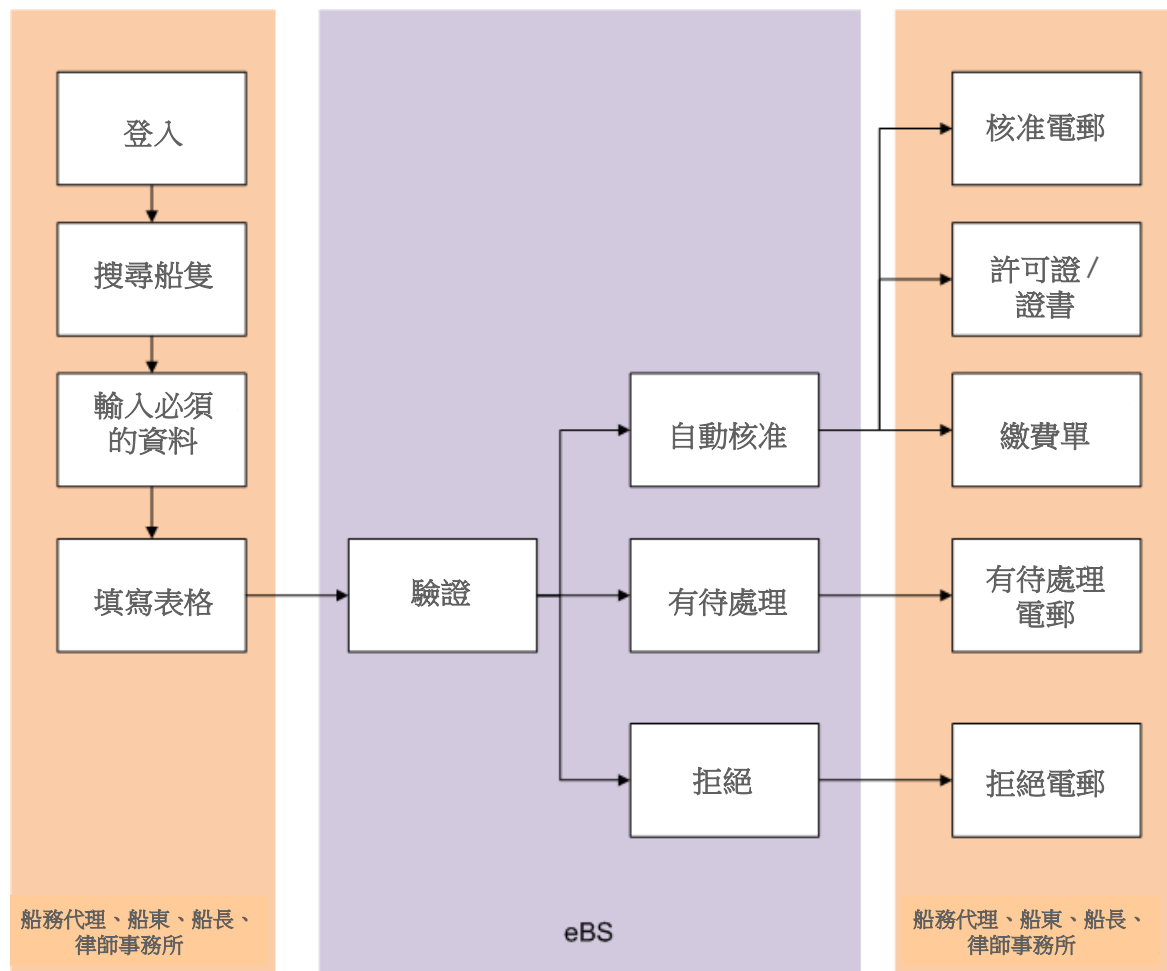 登入
搜尋船隻
輸入必須
的資料
填寫表格
船務代理、船東、船長、
律師事務所
驗證
自動核准
有待處理
拒絕
eBS
核准電郵
許可證 /
證書
繳費單
有待處理
電郵
拒絕電郵
船務代理、船東、船長、
律師事務所